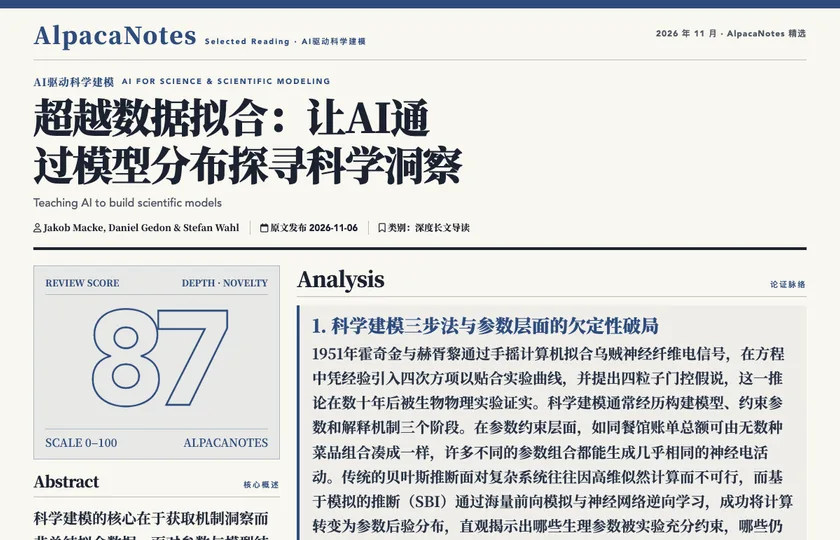 AlpacaNotes Selected Reading · AI驱动科学建模
2026 年 11 月 · AlpacaNotes 精选
AI驱动科学建模 AI FOR SCIENCE & SCIENTIFIC MODELING
超越数据拟合：让AI通
过模型分布探寻科学洞察
Teaching AI to build scientific models
Jakob Macke, Daniel Gedon & Stefan Wahl
原文发布 2026-11-06
类别：深度长文导读
REVIEW SCORE DEPTH · NOVELTY
87
SCALE 0–100 ALPACANOTES
Abstract 核心概述
科学建模的核心在于获取机制洞察而
Analysis 论证脉络
1. 科学建模三步法与参数层面的欠定性破局
1951年霍奇金与赫胥黎通过手摇计算机拟合乌贼神经纤维电信号，在方程
中凭经验引入四次方项以贴合实验曲线，并提出四粒子门控假说，这一推
论在数十年后被生物物理实验证实。科学建模通常经历构建模型、约束参
数和解释机制三个阶段。在参数约束层面，如同餐馆账单总额可由无数种
菜品组合凑成一样，许多不同的参数组合都能生成几乎相同的神经电活
动。传统的贝叶斯推断面对复杂系统往往因高维似然计算而不可行，而基
于模拟的推断（SBI）通过海量前向模拟与神经网络逆向学习，成功将计算
转变为参数后验分布，直观揭示出哪些生理参数被实验充分约束，哪些仍